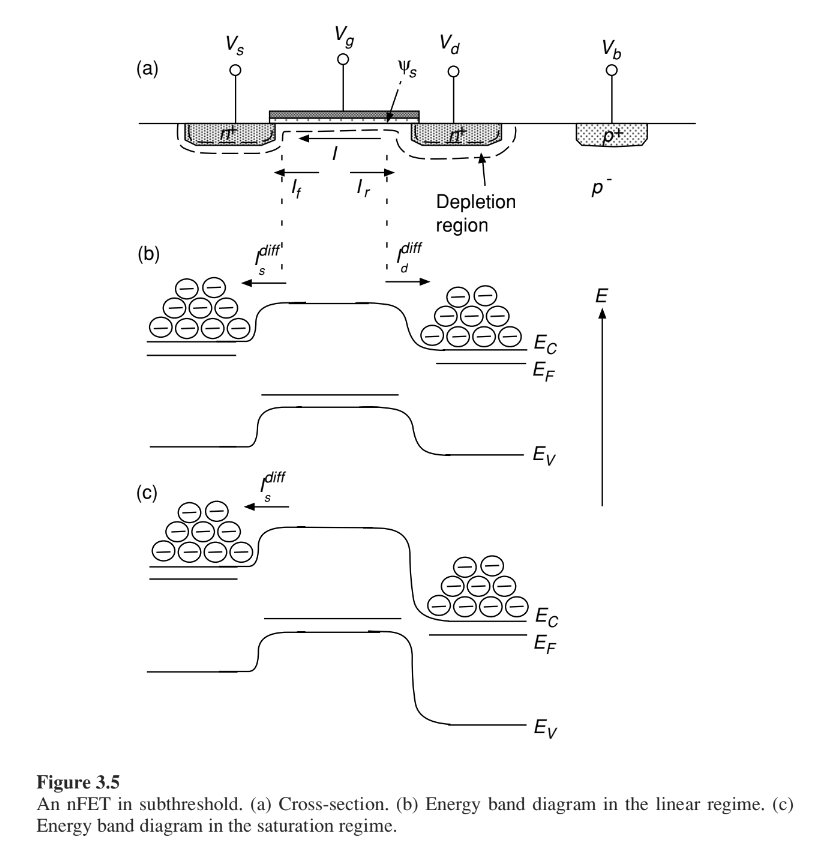 V_s V_g V_d V_b
(a) ψ_s
n+ n+ p+
I
I_f I_r p^-
Depletion
region
(b) I_s^diff I_d^diff
E
E_C
E_F
E_V
(c) I_s^diff
E_C
E_F
E_V
Figure 3.5
An nFET in subthreshold. (a) Cross-section. (b) Energy band diagram in the linear regime. (c)
Energy band diagram in the saturation regime.